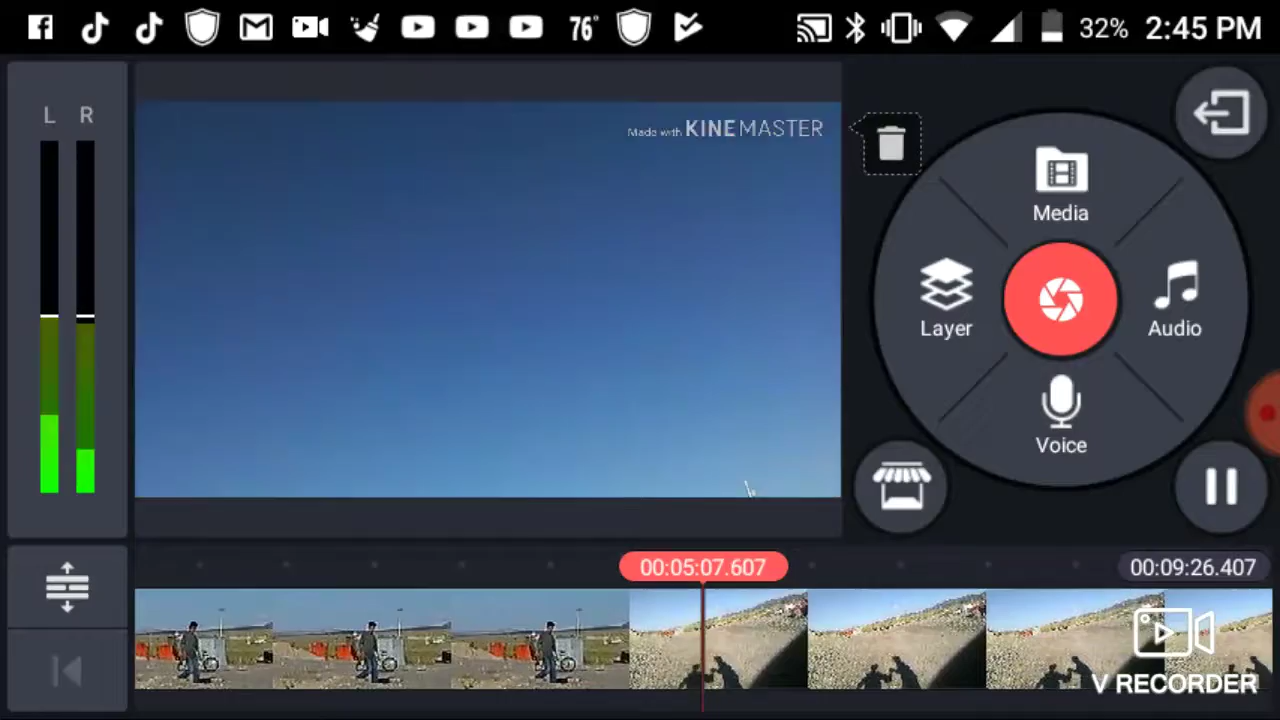 76°
32% 2:45 PM
L R
Made with KINEMASTER
Media
Layer
Audio
Voice
00:05:07.607
00:09:26.407
V RECORDER